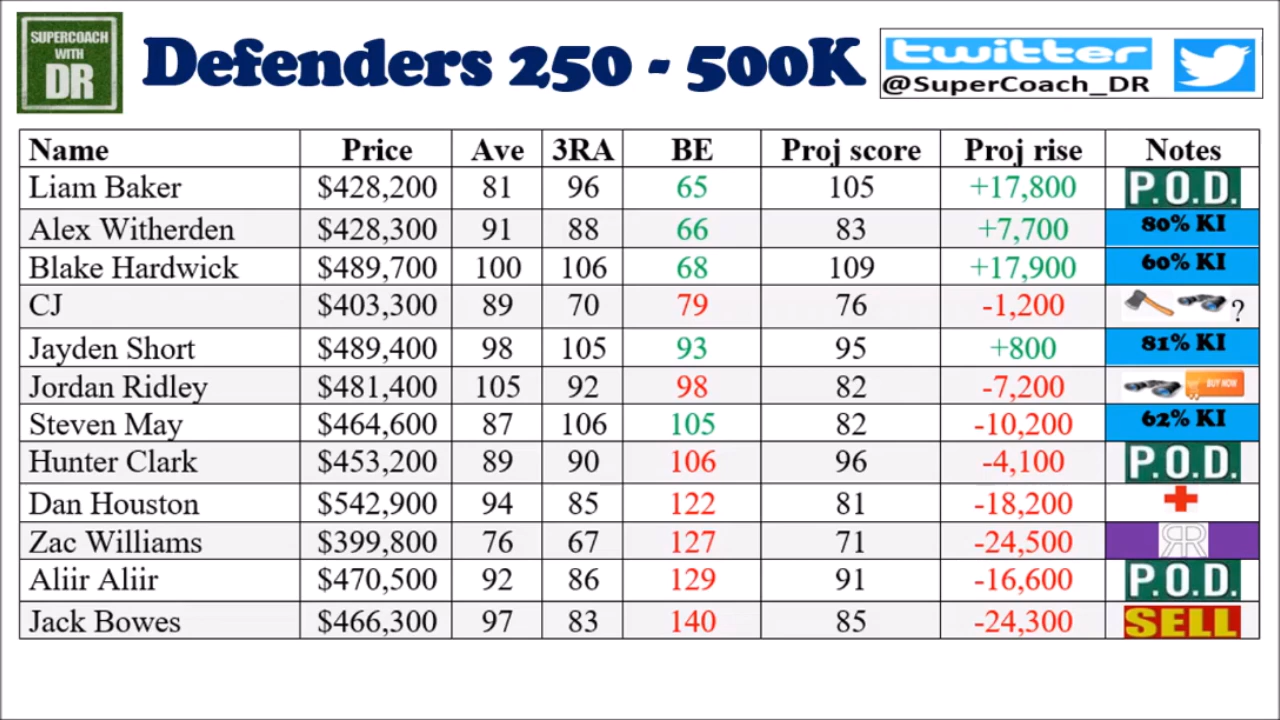 SUPERCOACH
WITH
DR
Defenders 250 - 500K
twitter
@SuperCoach_DR
Name Price Ave 3RA BE Proj score Proj rise Notes
Liam Baker $428,200 81 96 65 105 +17,800 P.O.D.
Alex Witherden $428,300 91 88 66 83 +7,700 80% KI
Blake Hardwick $489,700 100 106 68 109 +17,900 60% KI
CJ $403,300 89 70 79 76 -1,200 ?
Jayden Short $489,400 98 105 93 95 +800 81% KI
Jordan Ridley $481,400 105 92 98 82 -7,200 BUY NOW
Steven May $464,600 87 106 105 82 -10,200 62% KI
Hunter Clark $453,200 89 90 106 96 -4,100 P.O.D.
Dan Houston $542,900 94 85 122 81 -18,200
Zac Williams $399,800 76 67 127 71 -24,500 RR
Aliir Aliir $470,500 92 86 129 91 -16,600 P.O.D.
Jack Bowes $466,300 97 83 140 85 -24,300 SELL